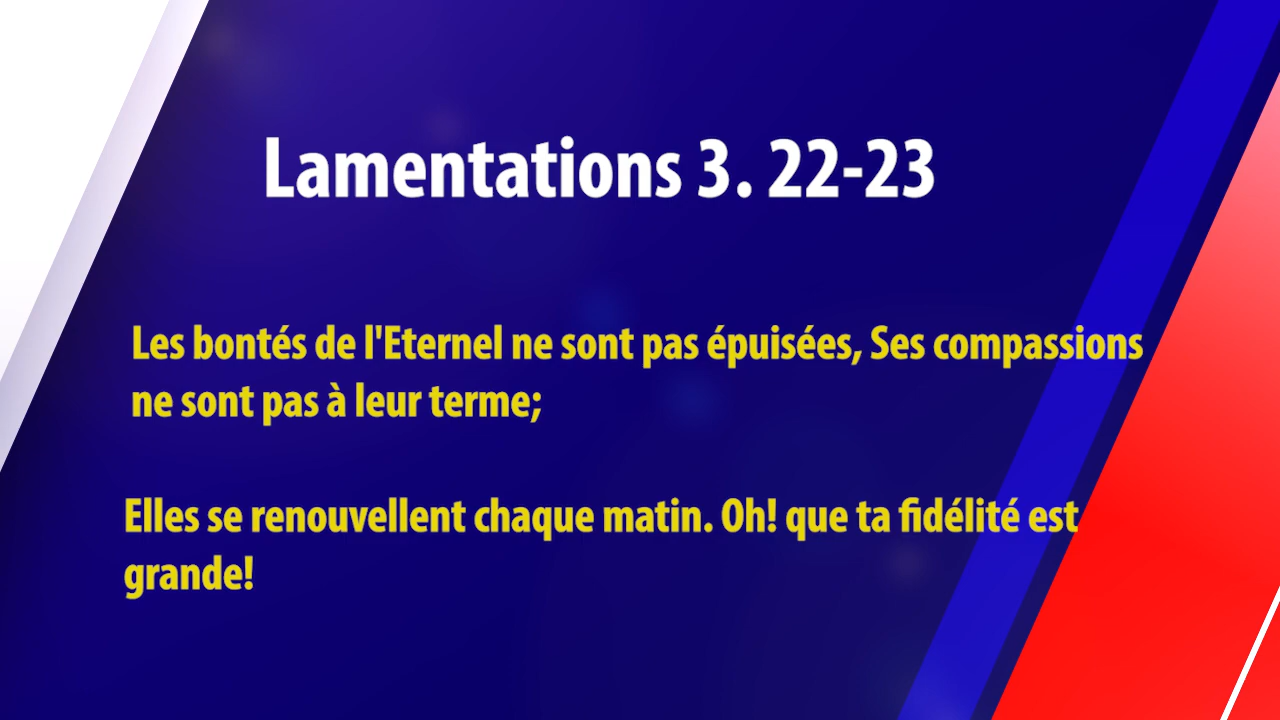 Lamentations 3. 22-23
Les bontés de l'Eternel ne sont pas épuisées, Ses compassions
ne sont pas à leur terme;
Elles se renouvellent chaque matin. Oh! que ta fidélité est
grande!